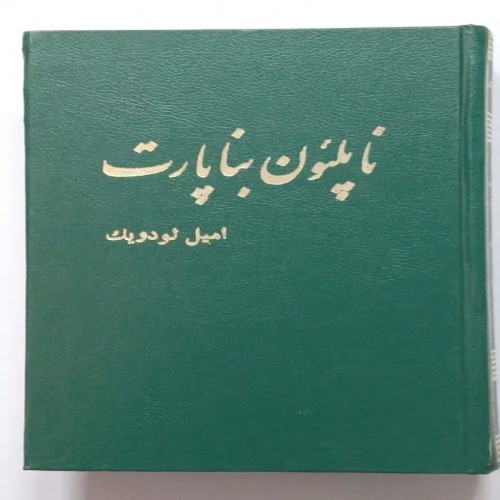 ناپلئون بناپارت
امیل لودویک